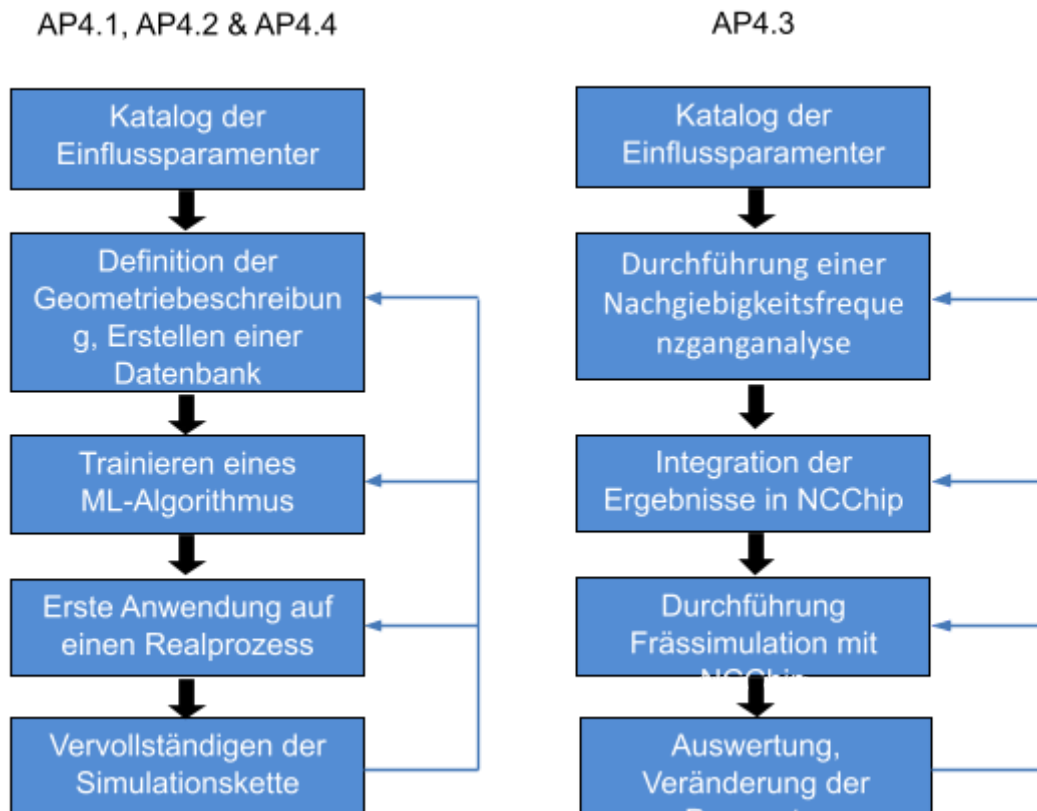 AP4.1, AP4.2 & AP4.4
Katalog der
Einflussparamenter
Definition der
Geometriebeschreibun
g, Erstellen einer
Datenbank
Trainieren eines
ML-Algorithmus
Erste Anwendung auf
einen Realprozess
Vervollständigen der
Simulationskette
AP4.3
Katalog der
Einflussparamenter
Durchführung einer
Nachgiebigkeitsfreque
nzganganalyse
Integration der
Ergebnisse in NCChip
Durchführung
Frässimulation mit
NCChip
Auswertung,
Veränderung der